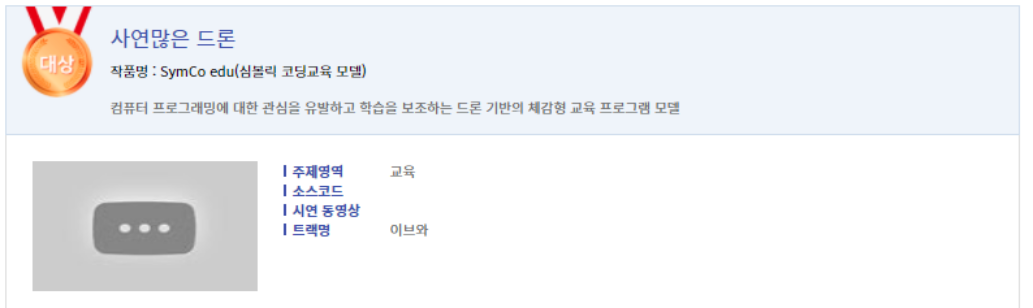 대상
사연많은 드론
작품명 : SymCo edu(심볼릭 코딩교육 모델)
컴퓨터 프로그래밍에 대한 관심을 유발하고 학습을 보조하는 드론 기반의 체감형 교육 프로그램 모델
주제영역 교육
소스코드
시연 동영상
트랙명 이브와